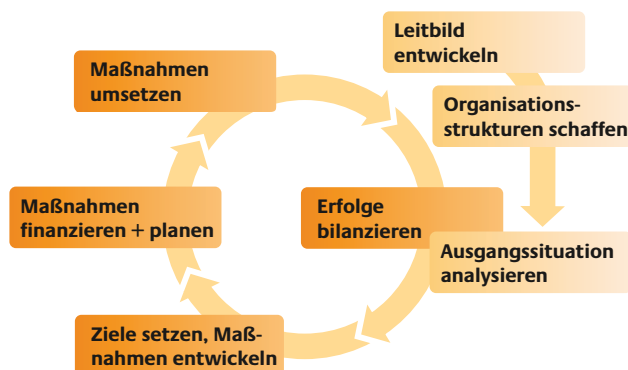 Leitbild
entwickeln
Organisations-
strukturen schaffen
Ausgangssituation
analysieren
Ziele setzen, Maß-
nahmen entwickeln
Maßnahmen
finanzieren + planen
Maßnahmen
umsetzen
Erfolge
bilanzieren